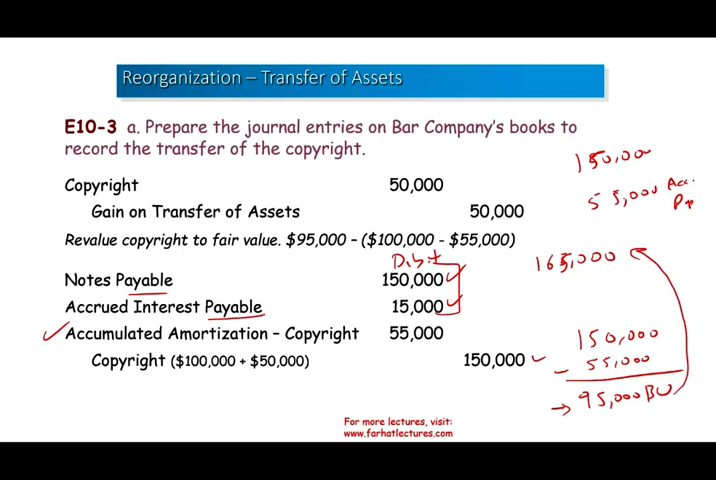 Reorganization – Transfer of Assets
E10-3 a. Prepare the journal entries on Bar Company's books to
record the transfer of the copyright.
150,000
55,000 Acc.
Copyright 50,000
Gain on Transfer of Assets 50,000
Revalue copyright to fair value. $95,000 – ($100,000 - $55,000)
Debit
165,000
Notes Payable 150,000
Accrued Interest Payable 15,000
Accumulated Amortization – Copyright 55,000
150,000
Copyright ($100,000 + $50,000) 150,000
- 55,000
→ 95,000 BV
For more lectures, visit:
www.farhatlectures.com